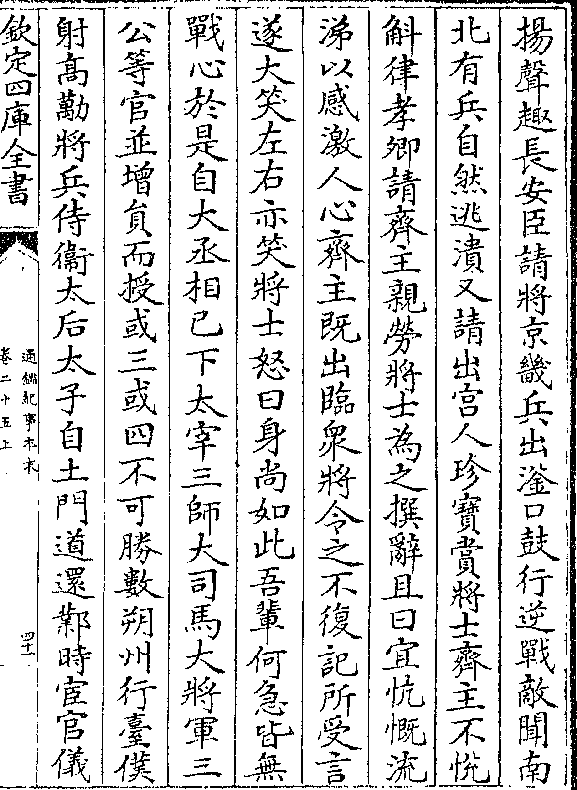 揚聲趣長安臣請將京畿兵出滏口鼓行逆戰敵聞南
北有兵自然逃潰又請出宮人珍寶賞將士齊主不悅
斛律孝卿請齊主親勞將士為之撰辭且曰宜忼慨流
涕以感激人心齊主既出臨衆將令之不復記所受言
遂大笑左右亦笑將士怒曰身尚如此吾輩何急皆無
戰心於是自大丞相已下太宰三師大司馬大將軍三
公等官並增員而授或三或四不可勝數朔州行臺僕
射高勱將兵侍衞太后太子自土門道還鄴時宦官儀
欽定四庫全書
通鑑紀事本末
卷二十五上
四十一